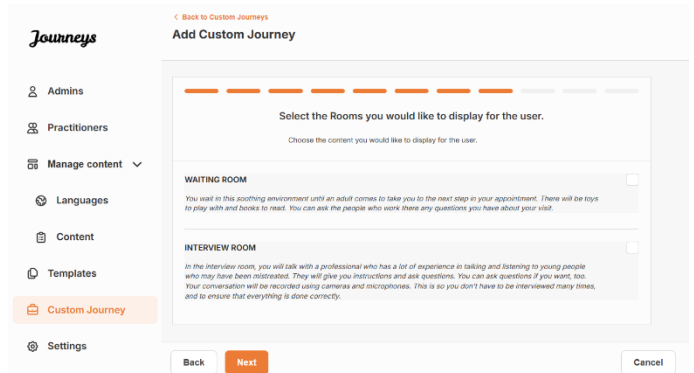 < Back to Custom Journeys
Add Custom Journey
Journeys
Admins
Practitioners
Manage content
Languages
Content
Templates
Custom Journey
Settings
Select the Rooms you would like to display for the user.
Choose the content you would like to display for the user.
WAITING ROOM
You wait in this soothing environment until an adult comes to take you to the next step in your appointment. There will be toys
to play with and books to read. You can ask the people who work there any questions you have about your visit.
INTERVIEW ROOM
In the interview room, you will talk with a professional who has a lot of experience in talking and listening to young people
who may have been mistreated. They will give you instructions and ask questions. You can ask questions if you want, too.
Your conversation will be recorded using cameras and microphones. This is so you don't have to be interviewed many times,
and to ensure that everything is done correctly.
Back
Next
Cancel